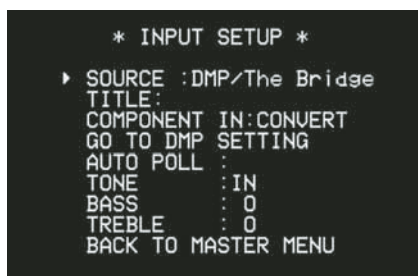 * INPUT SETUP *
SOURCE :DMP/The Bridge
TITLE:
COMPONENT IN:CONVERT
GO TO DMP SETTING
AUTO POLL :
TONE :IN
BASS : 0
TREBLE : 0
BACK TO MASTER MENU